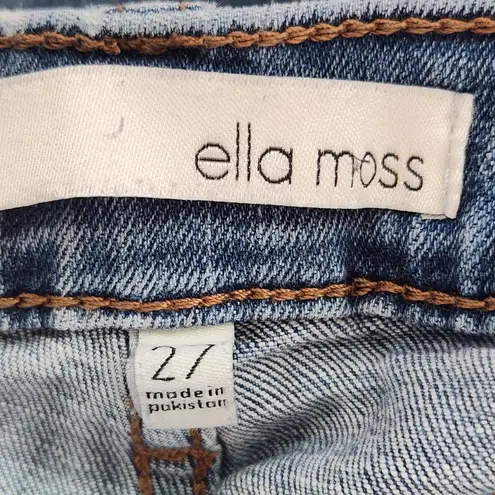 ella moss
27
made in
pakistan